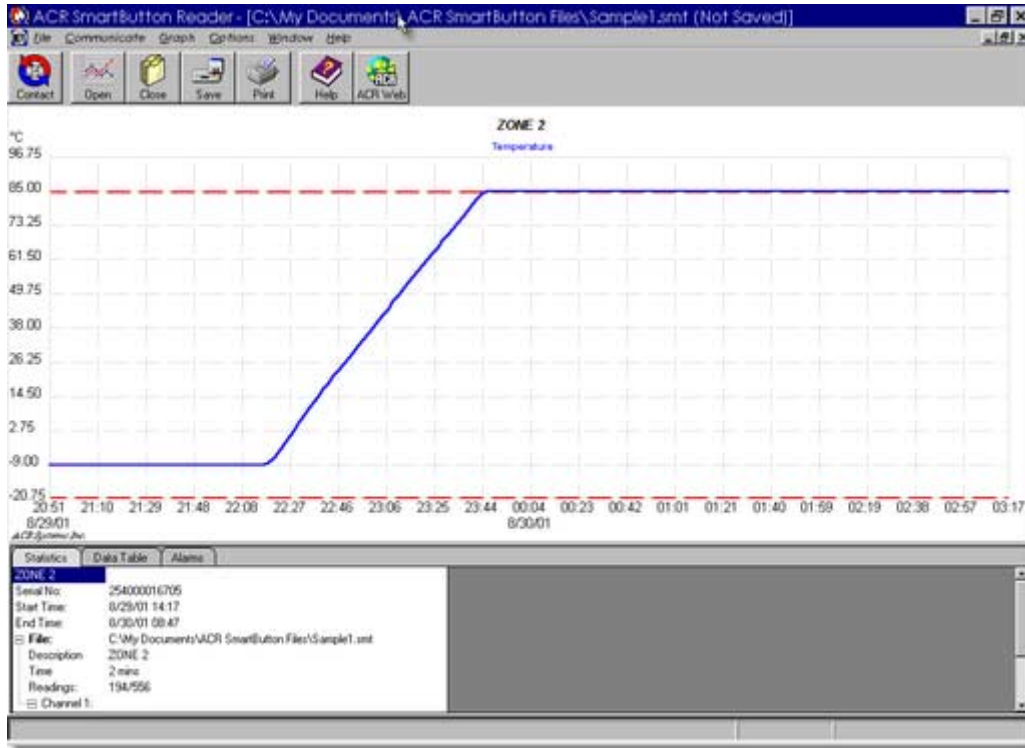 ACR SmartButton Reader - [C:\My Documents\ ACR SmartButton Files\Sample1.smt (Not Saved)]
File Communicate Graph Options Window Help
Contact Open Close Save Print Help ACR Web
ZONE 2
Temperature
°C
96.75
85.00
73.25
61.50
49.75
38.00
26.25
14.50
2.75
-9.00
-20.75
20:51 21:10 21:29 21:48 22:08 22:27 22:46 23:06 23:25 23:44 00:04 00:23 00:42 01:01 01:21 01:40 01:59 02:19 02:38 02:57 03:17
8/29/01 8/30/01
ACR Systems Inc.
Statistics Data Table Alarms
ZONE 2
Serial No: 254000016705
Start Time: 8/29/01 14:17
End Time: 8/30/01 08:47
File: C:\My Documents\ACR SmartButton Files\Sample1.smt
Description ZONE 2
Time 2 mins
Readings: 194/556
Channel 1: